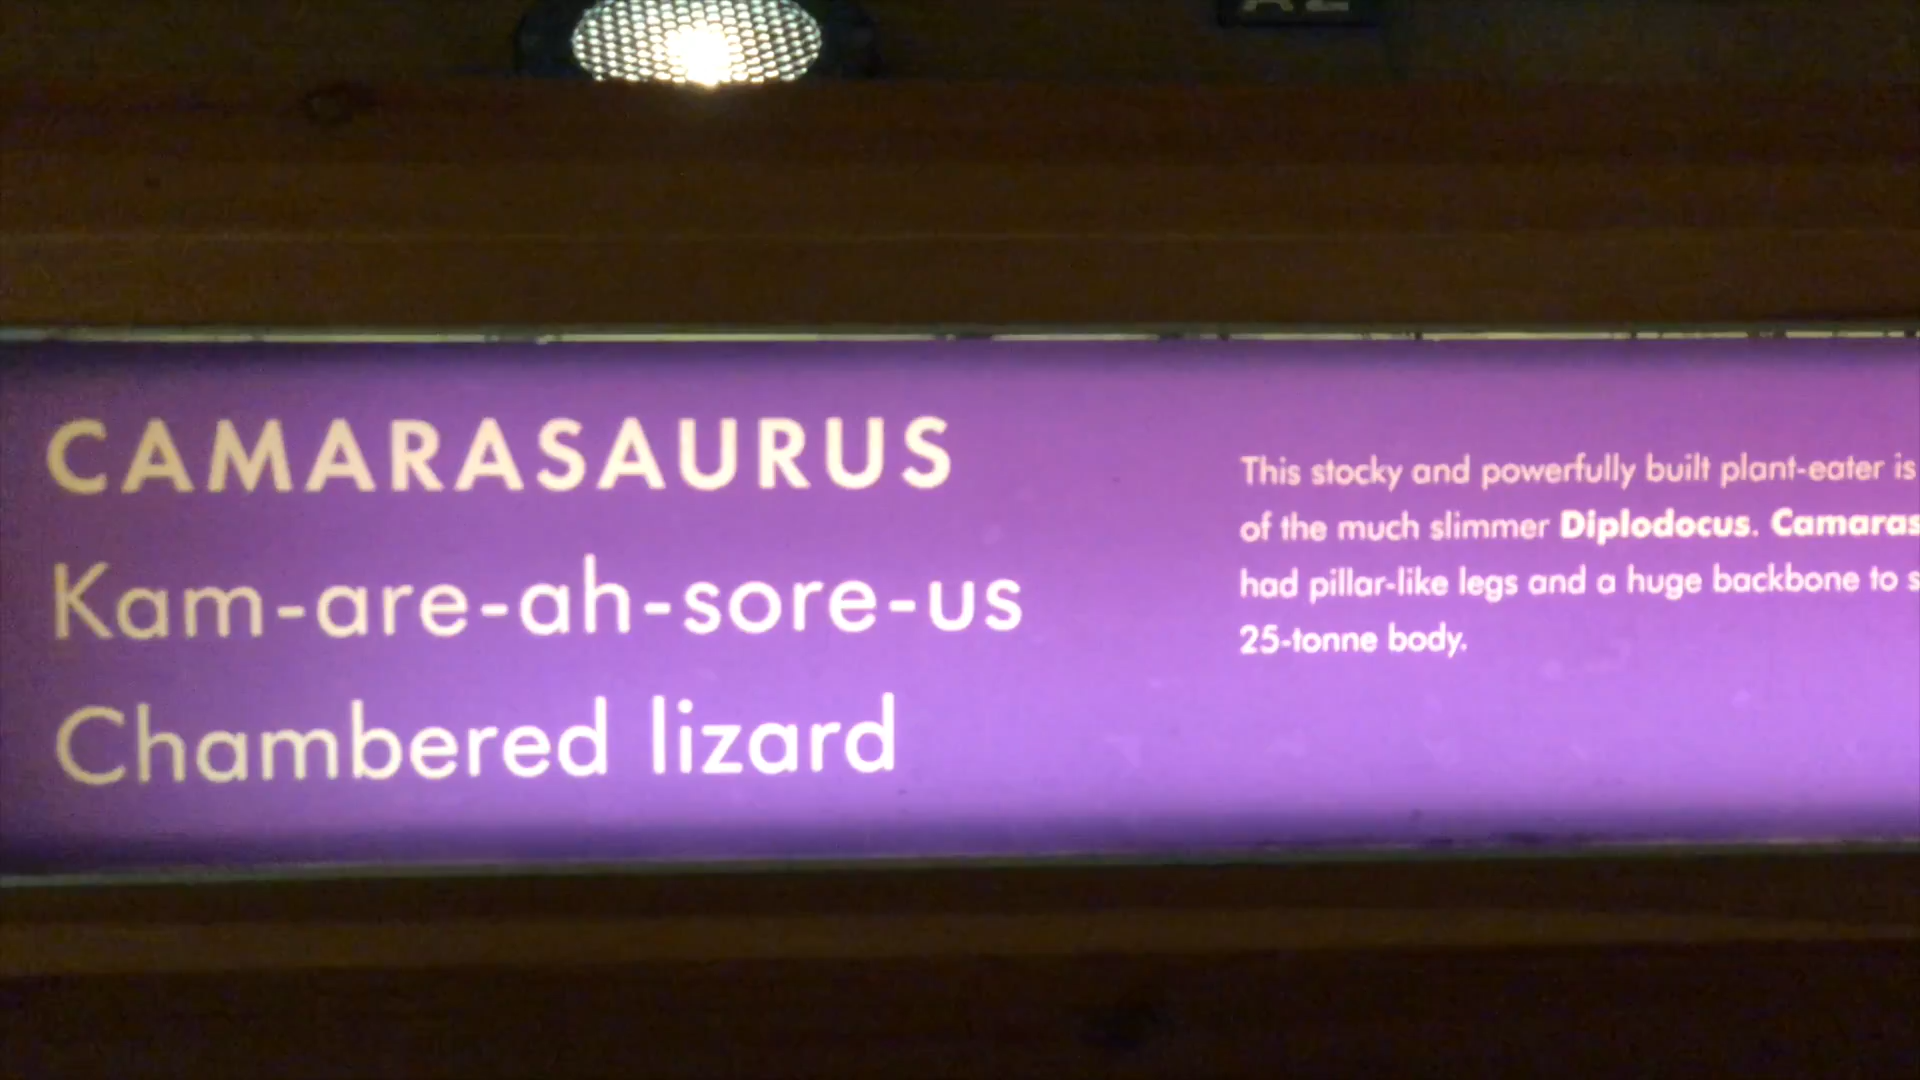 CAMARASAURUS
Kam-are-ah-sore-us
Chambered lizard
This stocky and powerfully built plant-eater is
of the much slimmer Diplodocus. Camaras
had pillar-like legs and a huge backbone to s
25-tonne body.